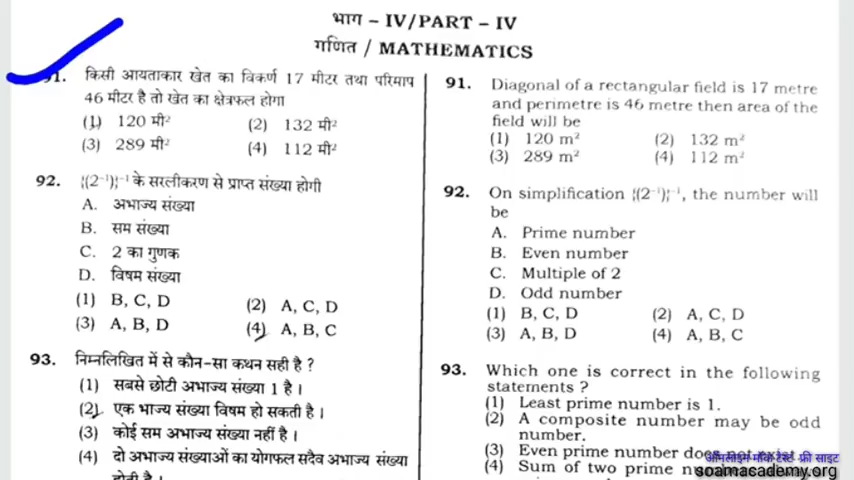 भाग – IV/PART – IV
गणित / MATHEMATICS
91. किसी आयताकार खेत का विकर्ण 17 मीटर तथा परिमाप
46 मीटर है तो खेत का क्षेत्रफल होगा
(1) 120 मी² (2) 132 मी²
(3) 289 मी² (4) 112 मी²
92. {(2⁻¹)}⁻¹ के सरलीकरण से प्राप्त संख्या होगी
A. अभाज्य संख्या
B. सम संख्या
C. 2 का गुणक
D. विषम संख्या
(1) B, C, D (2) A, C, D
(3) A, B, D (4) A, B, C
93. निम्नलिखित में से कौन-सा कथन सही है ?
(1) सबसे छोटी अभाज्य संख्या 1 है ।
(2) एक भाज्य संख्या विषम हो सकती है ।
(3) कोई सम अभाज्य संख्या नहीं है ।
(4) दो अभाज्य संख्याओं का योगफल सदैव अभाज्य संख्या
होती है ।
91. Diagonal of a rectangular field is 17 metre
and perimetre is 46 metre then area of the
field will be
(1) 120 m² (2) 132 m²
(3) 289 m² (4) 112 m²
92. On simplification {(2⁻¹)}⁻¹, the number will
be
A. Prime number
B. Even number
C. Multiple of 2
D. Odd number
(1) B, C, D (2) A, C, D
(3) A, B, D (4) A, B, C
93. Which one is correct in the following
statements ?
(1) Least prime number is 1.
(2) A composite number may be odd
number.
(3) Even prime number does not exist
(4) Sum of two prime
ऑनलाइन मॉक टेस्ट फ्री साइट
soamacademy.org